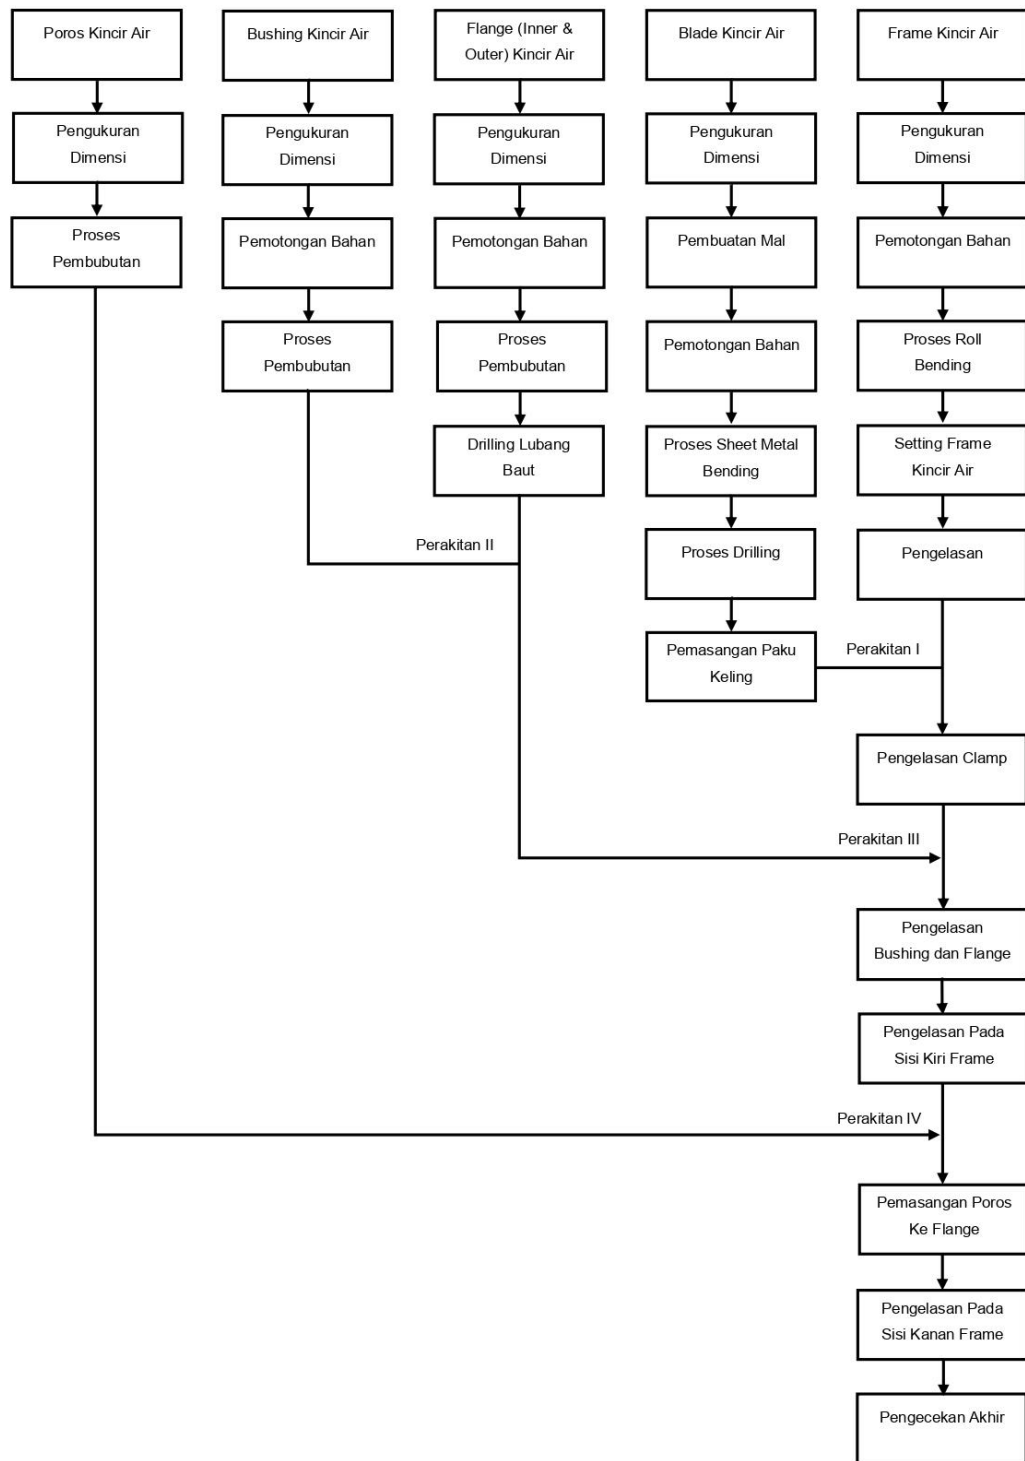 Poros Kincir Air
Bushing Kincir Air
Flange (Inner &
Outer) Kincir Air
Blade Kincir Air
Frame Kincir Air
Pengukuran
Dimensi
Pengukuran
Dimensi
Pengukuran
Dimensi
Pengukuran
Dimensi
Pengukuran
Dimensi
Proses
Pembubutan
Pemotongan Bahan
Pemotongan Bahan
Pembuatan Mal
Pemotongan Bahan
Proses
Pembubutan
Proses
Pembubutan
Pemotongan Bahan
Proses Roll
Bending
Drilling Lubang
Baut
Proses Sheet Metal
Bending
Setting Frame
Kincir Air
Perakitan II
Proses Drilling
Pengelasan
Pemasangan Paku
Keling
Perakitan I
Pengelasan Clamp
Perakitan III
Pengelasan
Bushing dan Flange
Pengelasan Pada
Sisi Kiri Frame
Perakitan IV
Pemasangan Poros
Ke Flange
Pengelasan Pada
Sisi Kanan Frame
Pengecekan Akhir